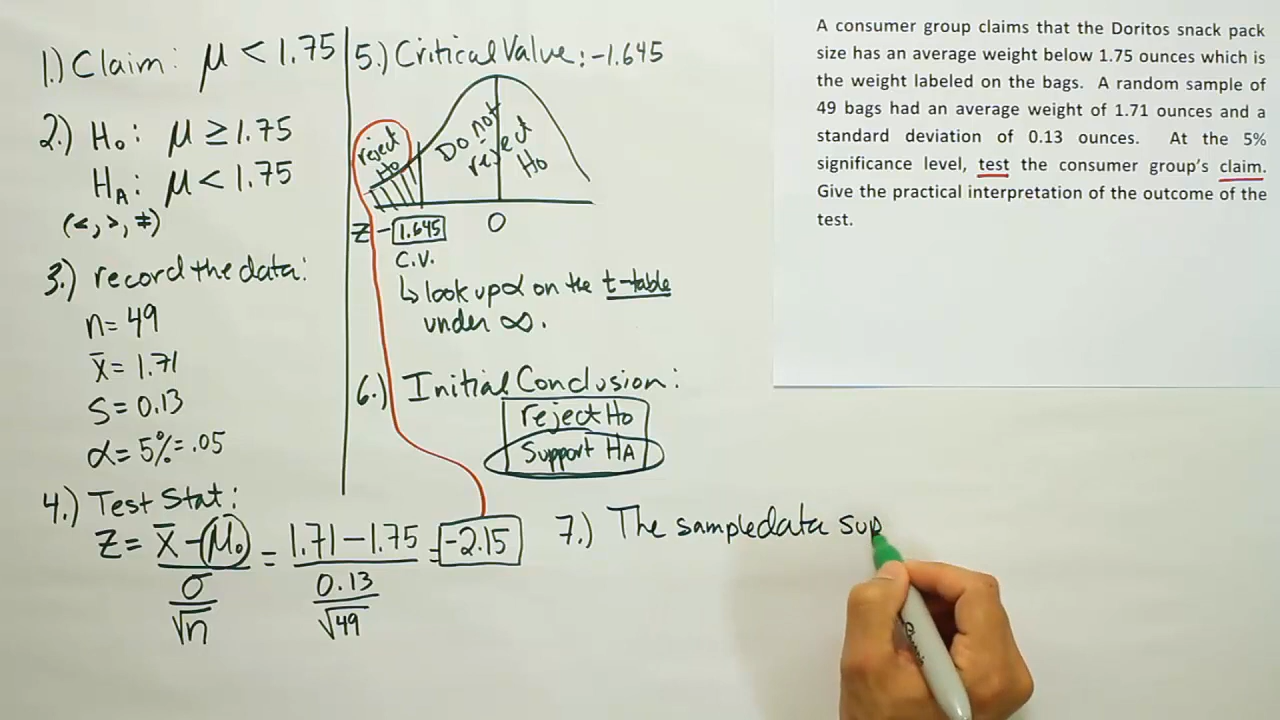 1.) Claim: μ < 1.75
2.) H₀: μ ≥ 1.75
H_A: μ < 1.75
(<, >, ≠)
3.) record the data:
n = 49
x̄ = 1.71
s = 0.13
α = 5% = .05
4.) Test Stat:
Z = (x̄ - μ₀) / (σ/√n) = (1.71 - 1.75) / (0.13/√49) = -2.15
5.) Critical Value: -1.645
reject H₀
Do not reject H₀
Z -1.645 0
C.V.
↳ look up α on the t-table
under ∞.
6.) Initial Conclusion:
reject H₀
Support H_A
7.) The sample data sup
A consumer group claims that the Doritos snack pack
size has an average weight below 1.75 ounces which is
the weight labeled on the bags. A random sample of
49 bags had an average weight of 1.71 ounces and a
standard deviation of 0.13 ounces. At the 5%
significance level, test the consumer group's claim.
Give the practical interpretation of the outcome of the
test.